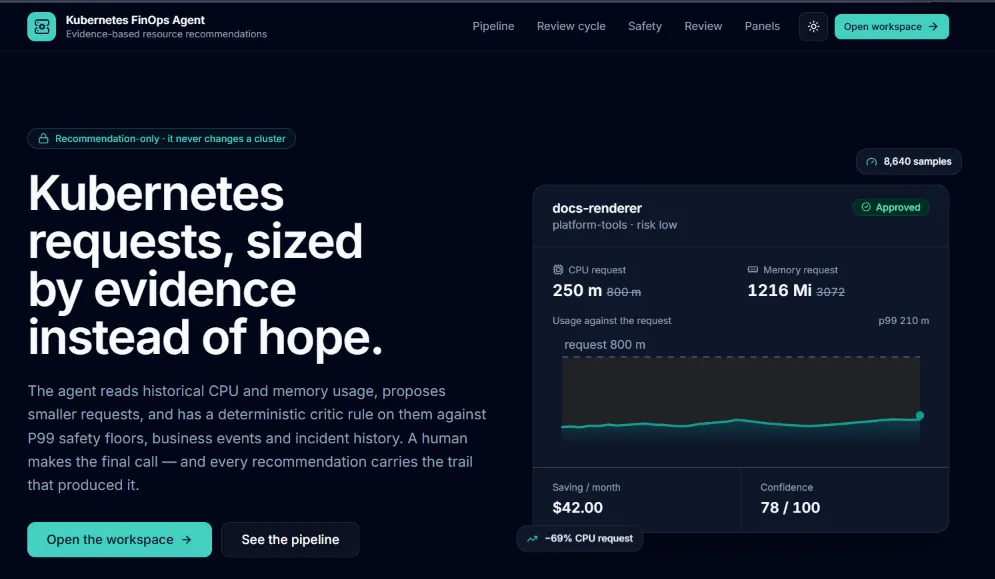 Kubernetes FinOps Agent
Evidence-based resource recommendations
Pipeline
Review cycle
Safety
Review
Panels
Open workspace →
Recommendation-only · it never changes a cluster
Kubernetes
requests, sized
by evidence
instead of hope.
The agent reads historical CPU and memory usage, proposes
smaller requests, and has a deterministic critic rule on them against
P99 safety floors, business events and incident history. A human
makes the final call — and every recommendation carries the trail
that produced it.
Open the workspace →
See the pipeline
8,640 samples
docs-renderer
Approved
platform-tools · risk low
CPU request
250 m 800 m
Memory request
1216 Mi 3072
Usage against the request
p99 210 m
request 800 m
Saving / month
$42.00
Confidence
78 / 100
−69% CPU request